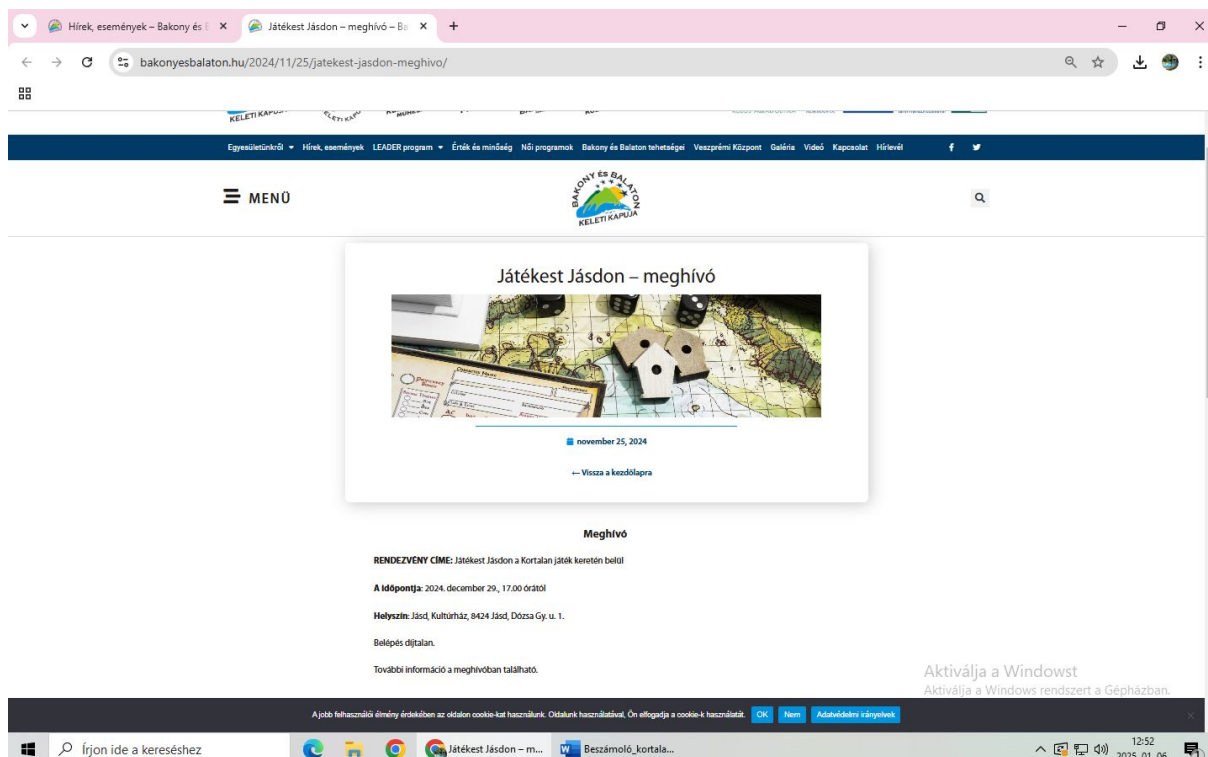 Hírek, események – Bakony és B
Játékest Jásdon – meghívó – Ba
bakonyesbalaton.hu/2024/11/25/jatekest-jasdon-meghivo/
KELETI KAPUJA
Egyesületünkről Hírek, események LEADER program Érték és minőség Női programok Bakony és Balaton tehetségei Veszprémi Központ Galéria Videó Kapcsolat Hírlevél
MENÜ
BAKONY ÉS BALATON
KELETI KAPUJA
Játékest Jásdon – meghívó
november 25, 2024
← Vissza a kezdőlapra
Meghívó
RENDEZVÉNY CÍME: Játékest Jásdon a Kortalan játék keretén belül
A időpontja: 2024. december 29., 17.00 órától
Helyszín: Jásd, Kultúrház, 8424 Jásd, Dózsa Gy. u. 1.
Belépés díjtalan.
További információ a meghívóban található.
Aktiválja a Windowst
Aktiválja a Windows rendszert a Gépházban.
A jobb felhasználói élmény érdekében az oldalon cookie-kat használunk. Oldalunk használatával, Ön elfogadja a cookie-k használatát. OK Nem Adatvédelmi irányelvek
Írjon ide a kereséshez
Játékest Jásdon – m...
Beszámoló_kortala...
12:52
2025. 01. 06.